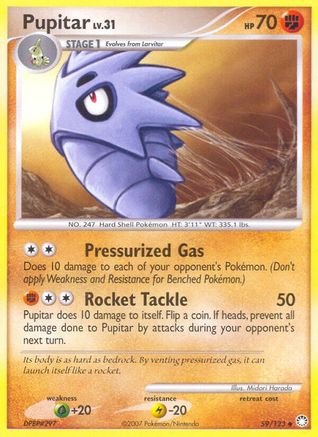 Pupitar LV.31
HP 70
STAGE 1 Evolves from Larvitar
NO. 247 Hard Shell Pokémon HT: 3'11" WT: 335.1 lbs.
Pressurized Gas
Does 10 damage to each of your opponent's Pokémon. (Don't
apply Weakness and Resistance for Benched Pokémon.)
Rocket Tackle 50
Pupitar does 10 damage to itself. Flip a coin. If heads, prevent all
damage done to Pupitar by attacks during your opponent's
next turn.
Its body is as hard as bedrock. By venting pressurized gas, it can
launch itself like a rocket.
Illus. Midori Harada
weakness resistance retreat cost
+20 -20
DPBP#297 ©2007 Pokémon / Nintendo 59/123